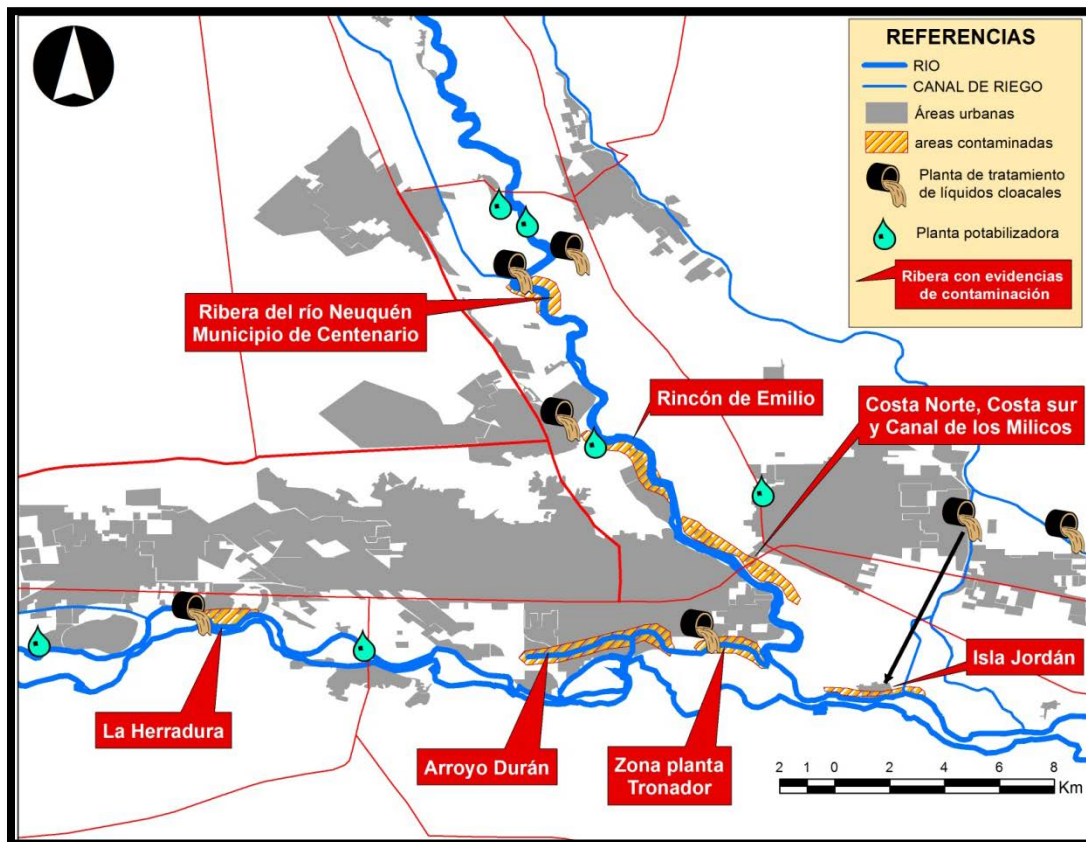 REFERENCIAS
RIO
CANAL DE RIEGO
Áreas urbanas
areas contaminadas
Planta de tratamiento
de líquidos cloacales
Planta potabilizadora
Ribera con evidencias
de contaminación
Ribera del río Neuquén
Municipio de Centenario
Rincón de Emilio
Costa Norte, Costa sur
y Canal de los Milicos
Isla Jordán
La Herradura
Arroyo Durán
Zona planta
Tronador
2 1 0 2 4 6 8
Km